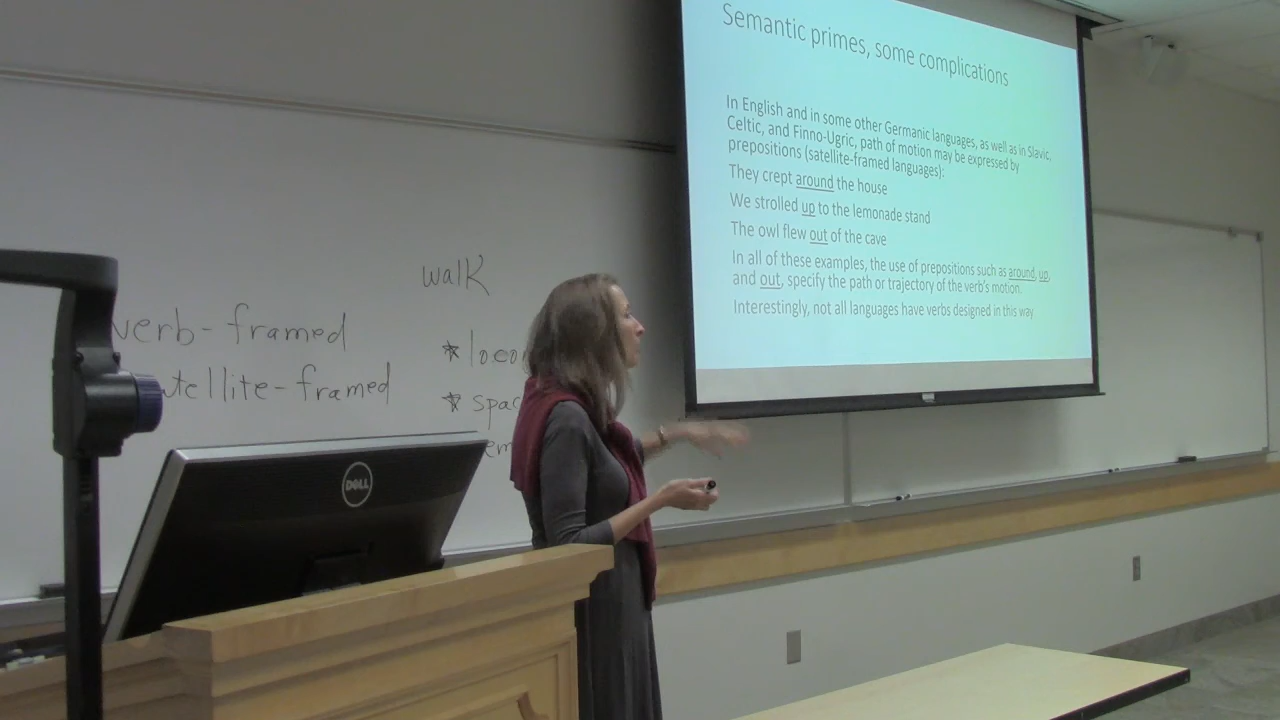 Semantic primes, some complications
In English and in some other Germanic languages, as well as in Slavic,
Celtic, and Finno-Ugric, path of motion may be expressed by
prepositions (satellite-framed languages):
They crept around the house
We strolled up to the lemonade stand
The owl flew out of the cave
In all of these examples, the use of prepositions such as around, up,
and out, specify the path or trajectory of the verb's motion.
Interestingly, not all languages have verbs designed in this way
walk
verb-framed
-framed
DELL